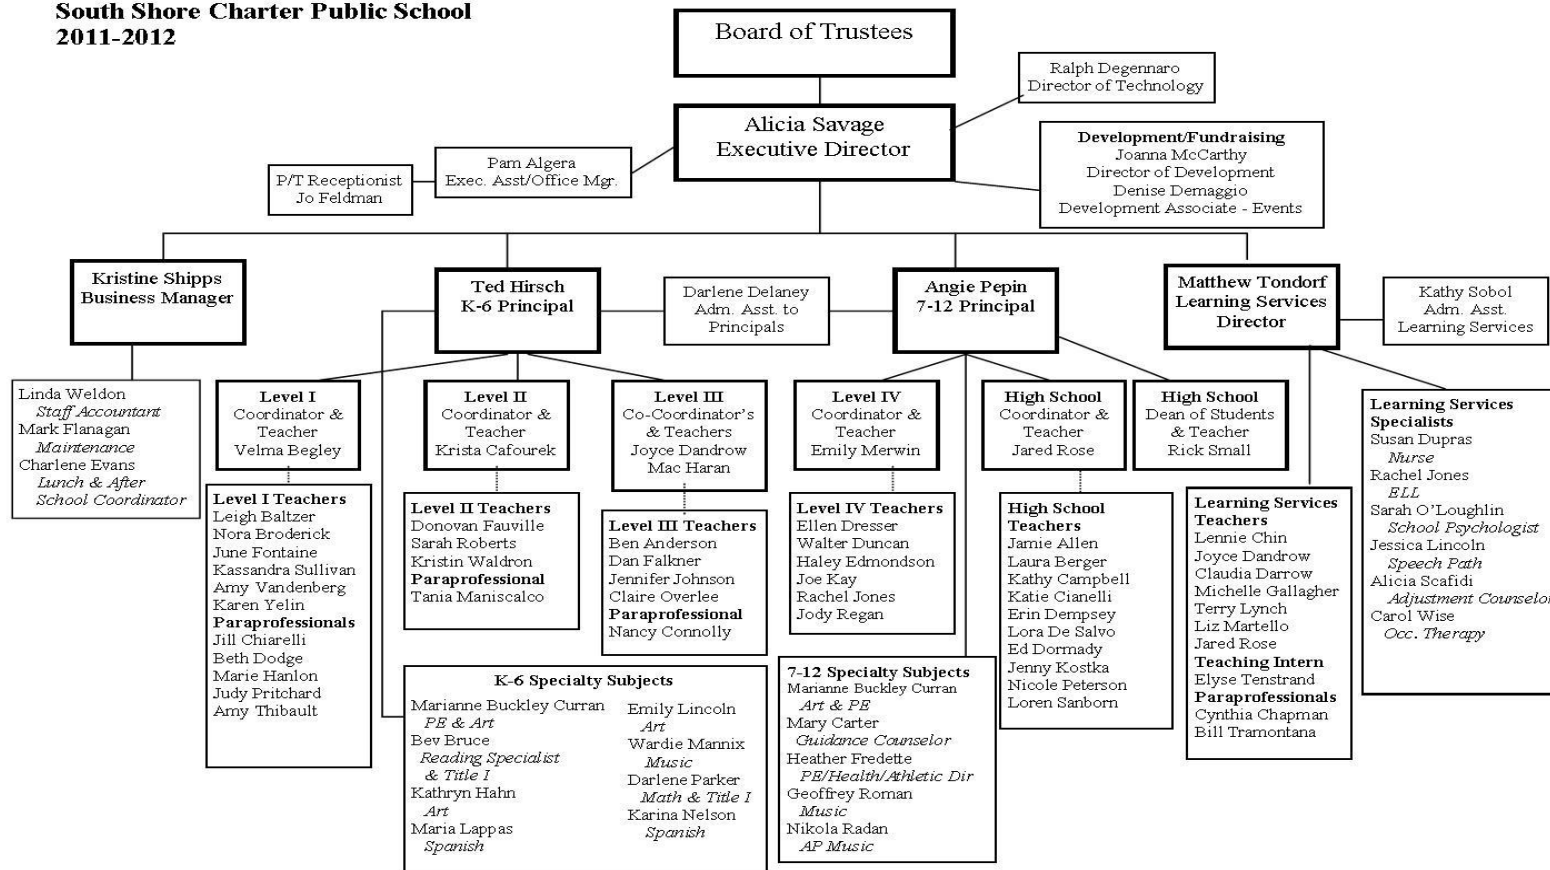 South Shore Charter Public School
2011-2012
Board of Trustees
Ralph Degennaro
Director of Technology
Alicia Savage
Executive Director
Development/Fundraising
Joanna McCarthy
Director of Development
Denise Demaggio
Development Associate - Events
Pam Algera
Exec. Asst/Office Mgr.
P/T Receptionist
Jo Feldman
Kristine Shipps
Business Manager
Ted Hirsch
K-6 Principal
Darlene Delaney
Adm. Asst. to
Principals
Angie Pepin
7-12 Principal
Matthew Tondorf
Learning Services
Director
Kathy Sobol
Adm. Asst.
Learning Services
Linda Weldon
Staff Accountant
Mark Flanagan
Maintenance
Charlene Evans
Lunch & After
School Coordinator
Level I
Coordinator &
Teacher
Velma Begley
Level II
Coordinator &
Teacher
Krista Cafourek
Level III
Co-Coordinator's
& Teachers
Joyce Dandrow
Mac Haran
Level IV
Coordinator &
Teacher
Emily Merwin
High School
Coordinator &
Teacher
Jared Rose
High School
Dean of Students
& Teacher
Rick Small
Learning Services
Specialists
Susan Dupras
Nurse
Rachel Jones
ELL
Sarah O'Loughlin
School Psychologist
Jessica Lincoln
Speech Path
Alicia Scafidi
Adjustment Counselor
Carol Wise
Occ. Therapy
Level I Teachers
Leigh Baltzer
Nora Broderick
June Fontaine
Kassandra Sullivan
Amy Vandenberg
Karen Yelin
Paraprofessionals
Jill Chiarelli
Beth Dodge
Marie Hanlon
Judy Pritchard
Amy Thibault
Level II Teachers
Donovan Fauville
Sarah Roberts
Kristin Waldron
Paraprofessional
Tania Maniscalco
Level III Teachers
Ben Anderson
Dan Falkner
Jennifer Johnson
Claire Overlee
Paraprofessional
Nancy Connolly
Level IV Teachers
Ellen Dresser
Walter Duncan
Haley Edmondson
Joe Kay
Rachel Jones
Jody Regan
High School
Teachers
Jamie Allen
Laura Berger
Kathy Campbell
Katie Cianelli
Erin Dempsey
Lora De Salvo
Ed Dormady
Jenny Kostka
Nicole Peterson
Loren Sanborn
Learning Services
Teachers
Lennie Chin
Joyce Dandrow
Claudia Darrow
Michelle Gallagher
Terry Lynch
Liz Martello
Jared Rose
Teaching Intern
Elyse Tenstrand
Paraprofessionals
Cynthia Chapman
Bill Tramontana
K-6 Specialty Subjects
Marianne Buckley Curran
PE & Art
Bev Bruce
Reading Specialist
& Title I
Kathryn Hahn
Art
Maria Lappas
Spanish
Emily Lincoln
Art
Wardie Mannix
Music
Darlene Parker
Math & Title I
Karina Nelson
Spanish
7-12 Specialty Subjects
Marianne Buckley Curran
Art & PE
Mary Carter
Guidance Counselor
Heather Fredette
PE/Health/Athletic Dir
Geoffrey Roman
Music
Nikola Radan
AP Music